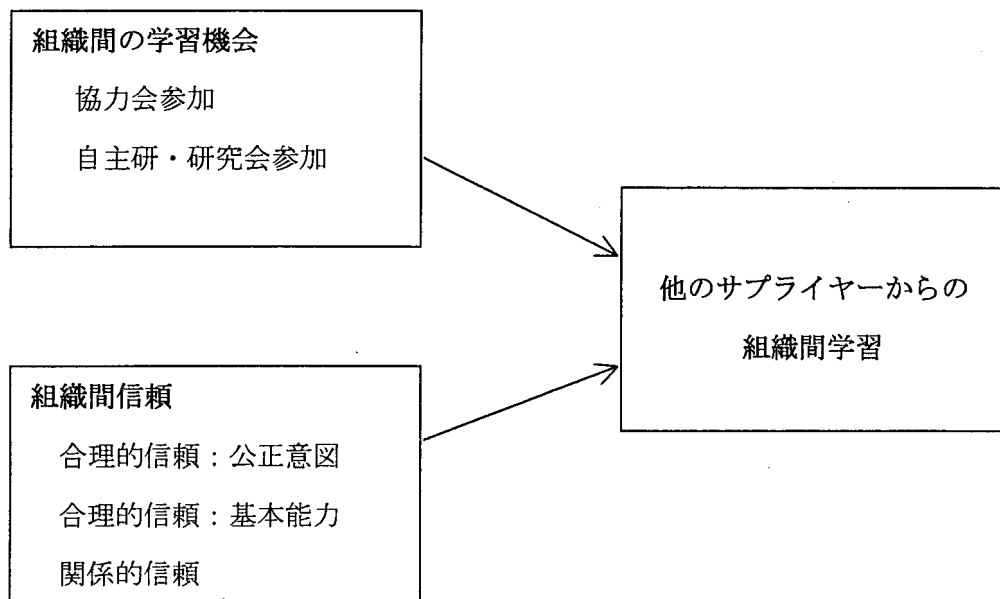 組織間の学習機会
協力会参加
自主研・研究会参加
他のサプライヤーからの
組織間学習
組織間信頼
合理的信頼：公正意図
合理的信頼：基本能力
関係的信頼